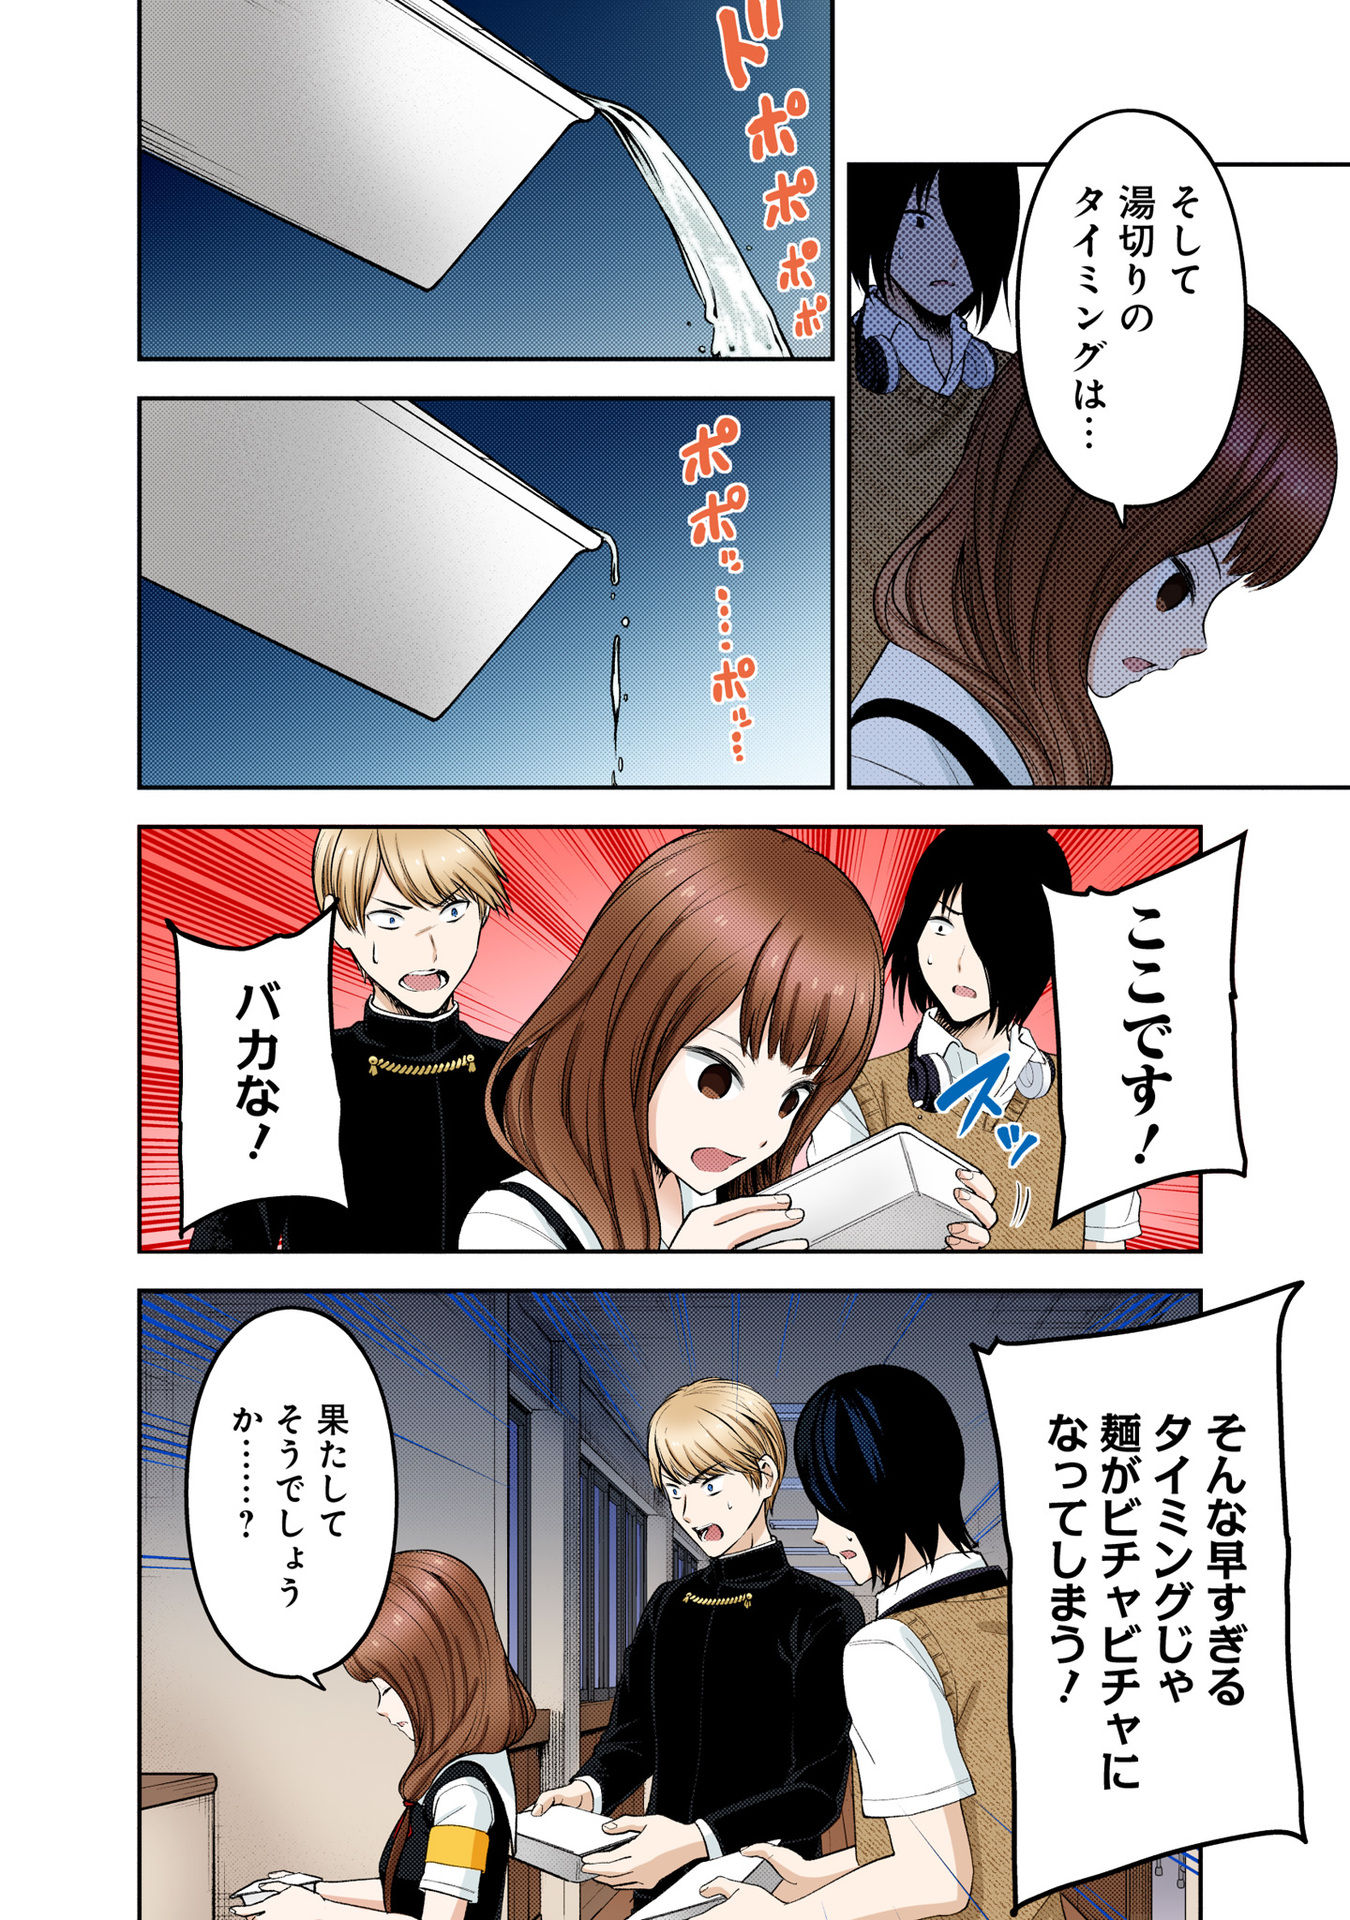 そして
湯切りの
タイミングは…
ドポポポポポ
ポポッ……ポッ…
ここです！
スッ
バカな！
そんな早すぎる
タイミングじゃ
麺がビチャビチャに
なってしまう！
果たして
そうでしょう
か……？